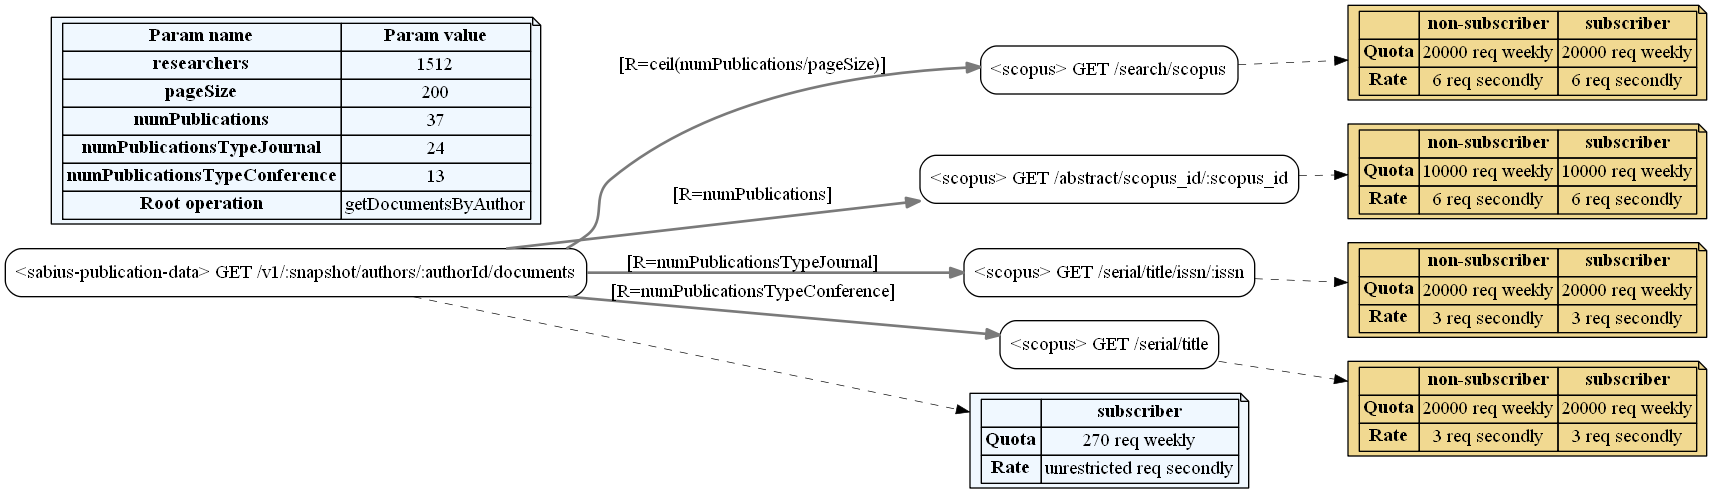 Param name Param value
researchers 1512
pageSize 200
numPublications 37
numPublicationsTypeJournal 24
numPublicationsTypeConference 13
Root operation getDocumentsByAuthor
<sabius-publication-data> GET /v1/:snapshot/authors/:authorId/documents
[R=ceil(numPublications/pageSize)]
[R=numPublications]
[R=numPublicationsTypeJournal]
[R=numPublicationsTypeConference]
<scopus> GET /search/scopus
<scopus> GET /abstract/scopus_id/:scopus_id
<scopus> GET /serial/title/issn/:issn
<scopus> GET /serial/title
subscriber
Quota 270 req weekly
Rate unrestricted req secondly
non-subscriber subscriber
Quota 20000 req weekly 20000 req weekly
Rate 6 req secondly 6 req secondly
non-subscriber subscriber
Quota 10000 req weekly 10000 req weekly
Rate 6 req secondly 6 req secondly
non-subscriber subscriber
Quota 20000 req weekly 20000 req weekly
Rate 3 req secondly 3 req secondly
non-subscriber subscriber
Quota 20000 req weekly 20000 req weekly
Rate 3 req secondly 3 req secondly